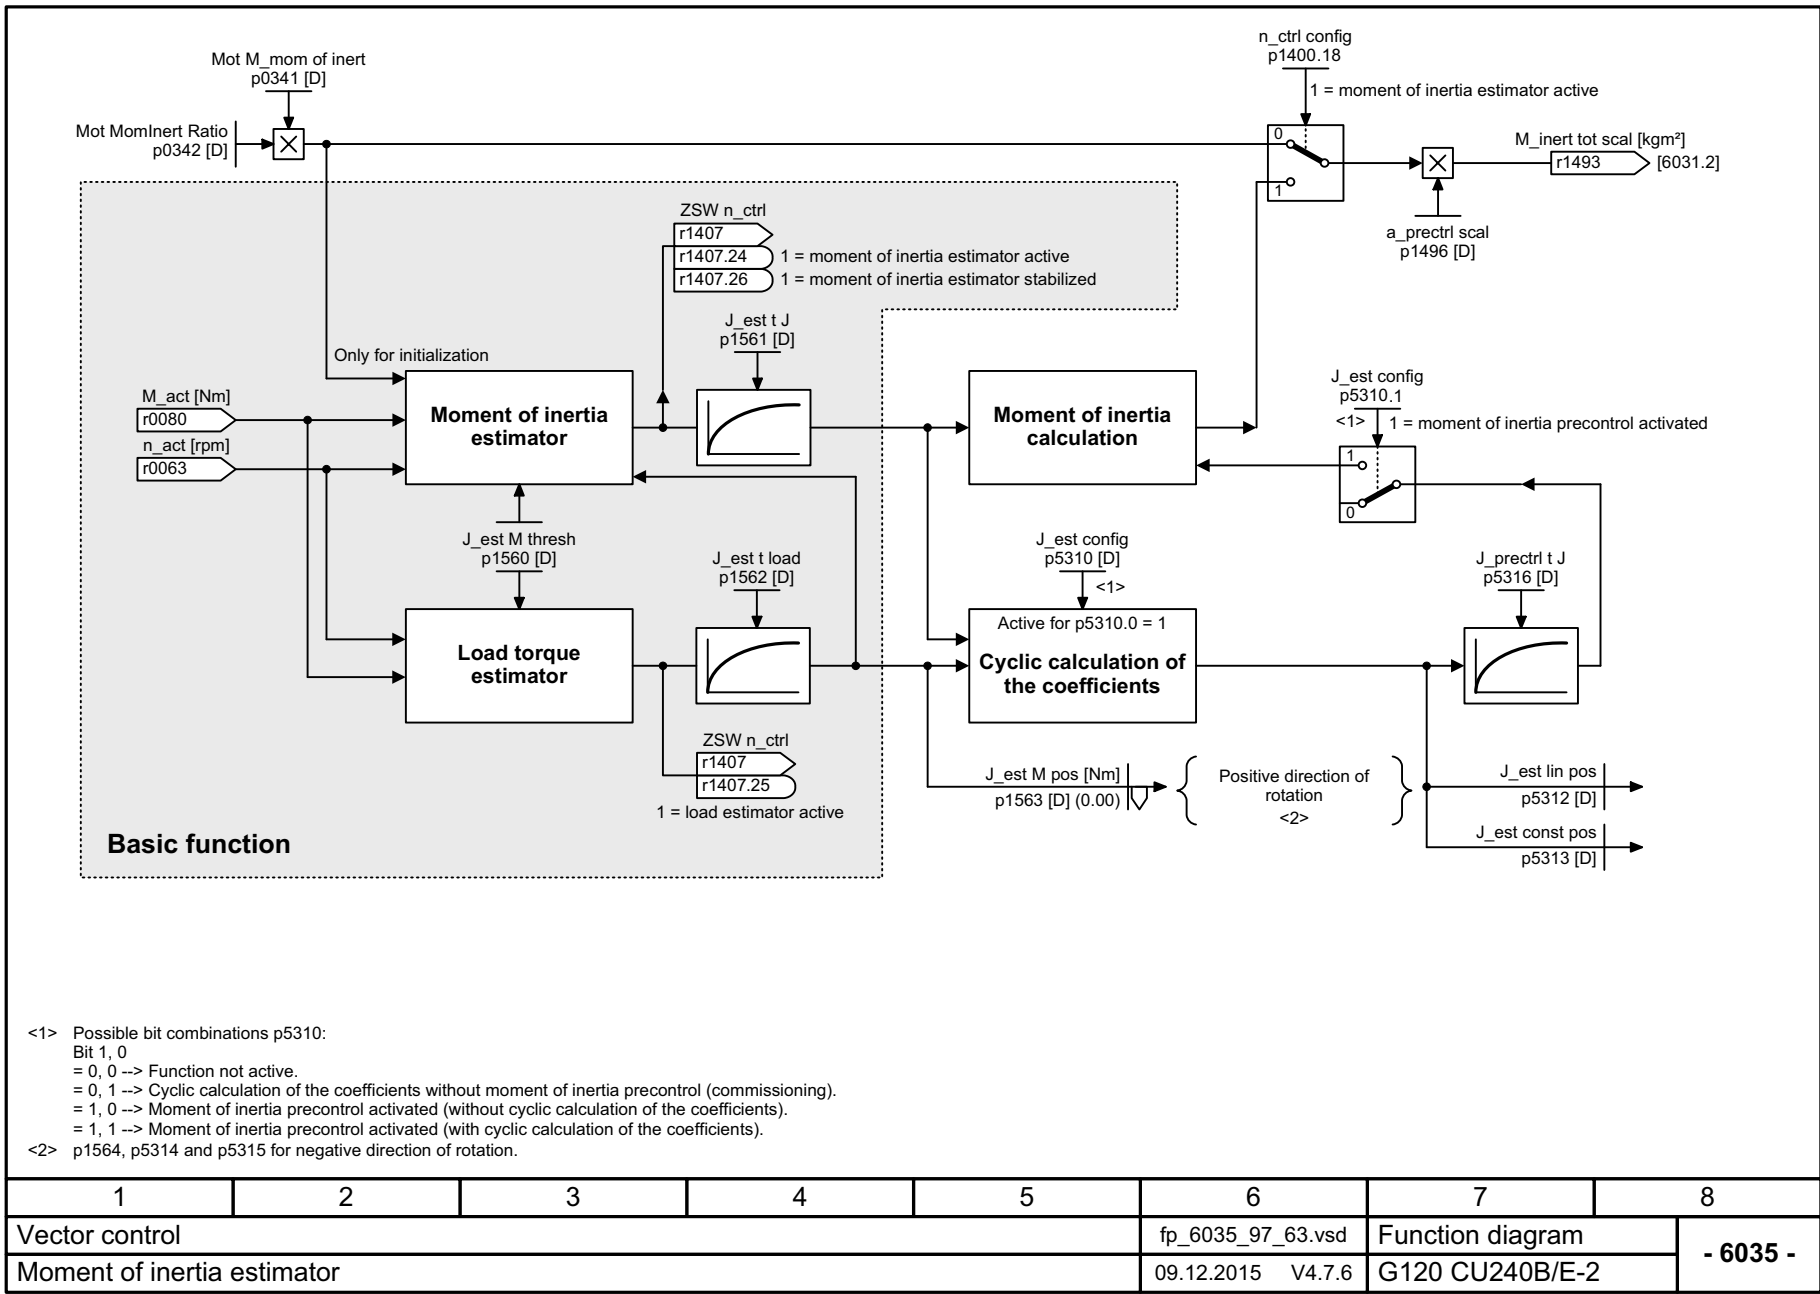 Mot M_mom of inert
p0341 [D]
Mot MomInert Ratio
p0342 [D]
n_ctrl config
p1400.18
1 = moment of inertia estimator active
0
1
M_inert tot scal [kgm²]
r1493
[6031.2]
a_prectrl scal
p1496 [D]
ZSW n_ctrl
r1407
r1407.24
1 = moment of inertia estimator active
r1407.26
1 = moment of inertia estimator stabilized
J_est t J
p1561 [D]
Only for initialization
M_act [Nm]
r0080
n_act [rpm]
r0063
Moment of inertia
estimator
Moment of inertia
calculation
J_est config
p5310.1
<1>
1 = moment of inertia precontrol activated
1
0
J_est M thresh
p1560 [D]
J_est t load
p1562 [D]
J_est config
p5310 [D]
<1>
J_prectrl t J
p5316 [D]
Load torque
estimator
Active for p5310.0 = 1
Cyclic calculation of
the coefficients
ZSW n_ctrl
r1407
r1407.25
1 = load estimator active
J_est M pos [Nm]
p1563 [D] (0.00)
Positive direction of
rotation
<2>
J_est lin pos
p5312 [D]
J_est const pos
p5313 [D]
Basic function
<1> Possible bit combinations p5310:
Bit 1, 0
= 0, 0 --> Function not active.
= 0, 1 --> Cyclic calculation of the coefficients without moment of inertia precontrol (commissioning).
= 1, 0 --> Moment of inertia precontrol activated (without cyclic calculation of the coefficients).
= 1, 1 --> Moment of inertia precontrol activated (with cyclic calculation of the coefficients).
<2> p1564, p5314 and p5315 for negative direction of rotation.
1 2 3 4 5 6 7 8
Vector control
fp_6035_97_63.vsd
Function diagram
- 6035 -
Moment of inertia estimator
09.12.2015 V4.7.6
G120 CU240B/E-2